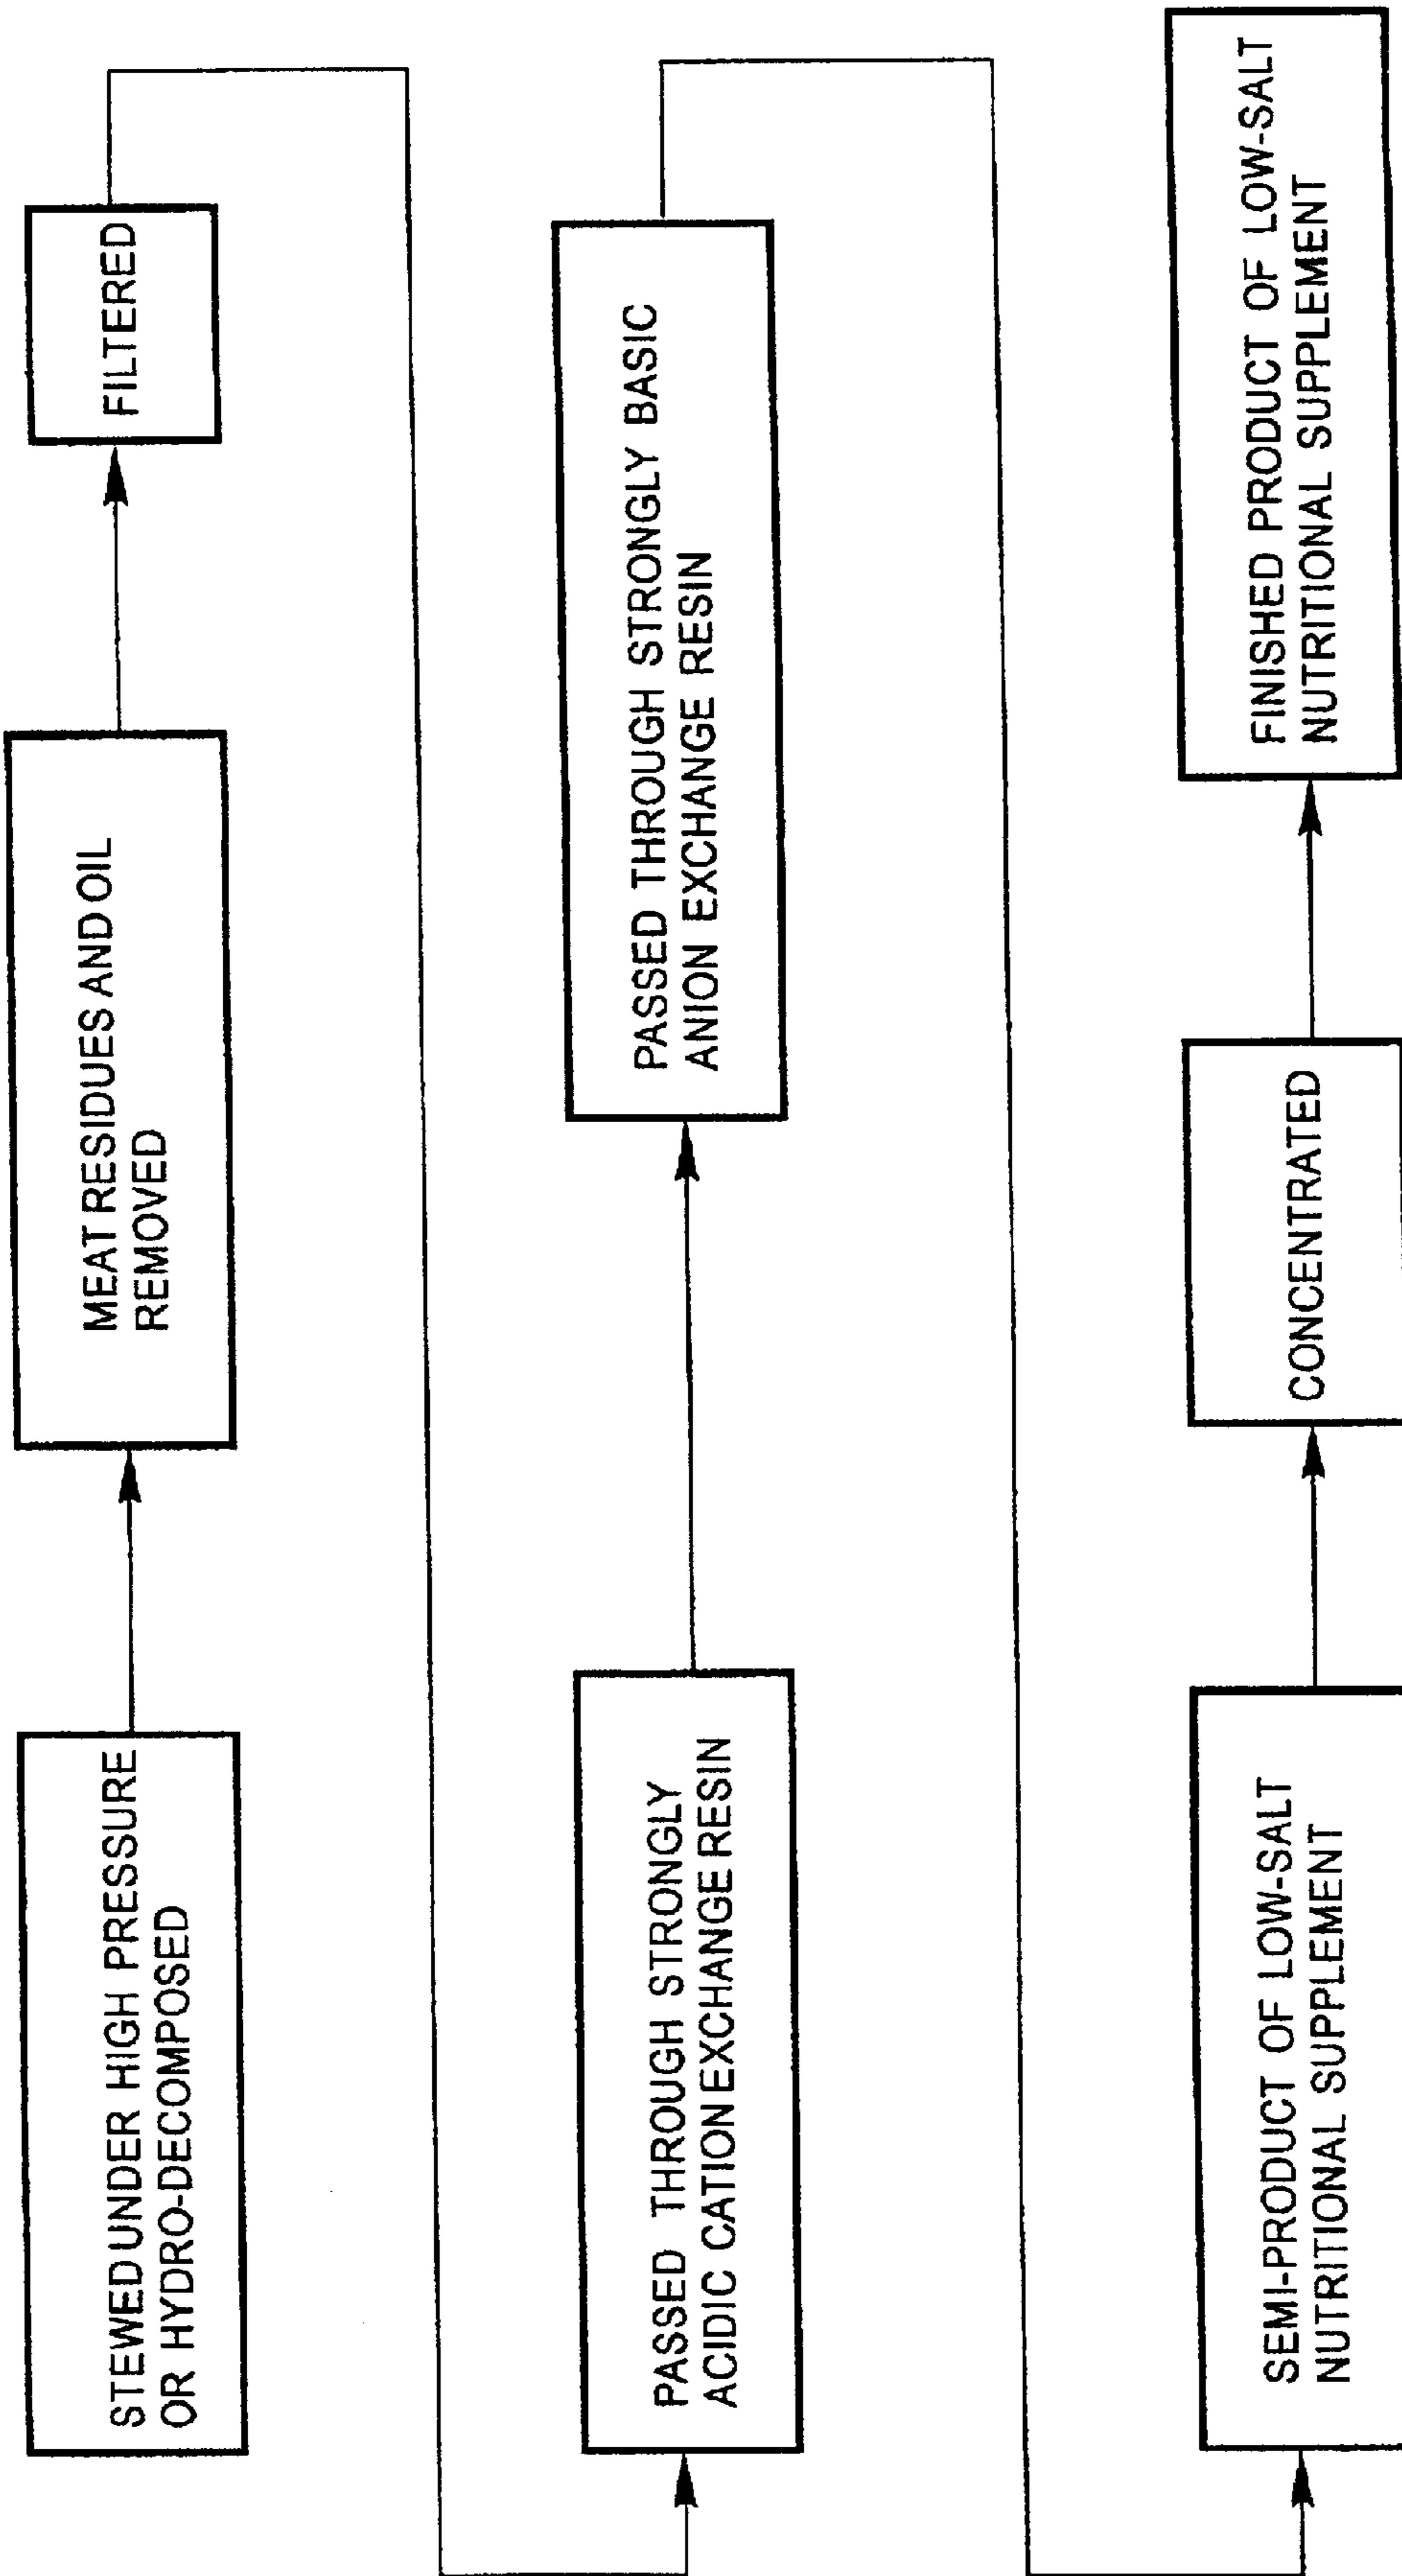 STEWED UNDER HIGH PRESSURE
OR HYDRO-DECOMPOSED
MEAT RESIDUES AND OIL
REMOVED
FILTERED
PASSED THROUGH STRONGLY
ACIDIC CATION EXCHANGE RESIN
PASSED THROUGH STRONGLY BASIC
ANION EXCHANGE RESIN
SEMI-PRODUCT OF LOW-SALT
NUTRITIONAL SUPPLEMENT
CONCENTRATED
FINISHED PRODUCT OF LOW-SALT
NUTRITIONAL SUPPLEMENT